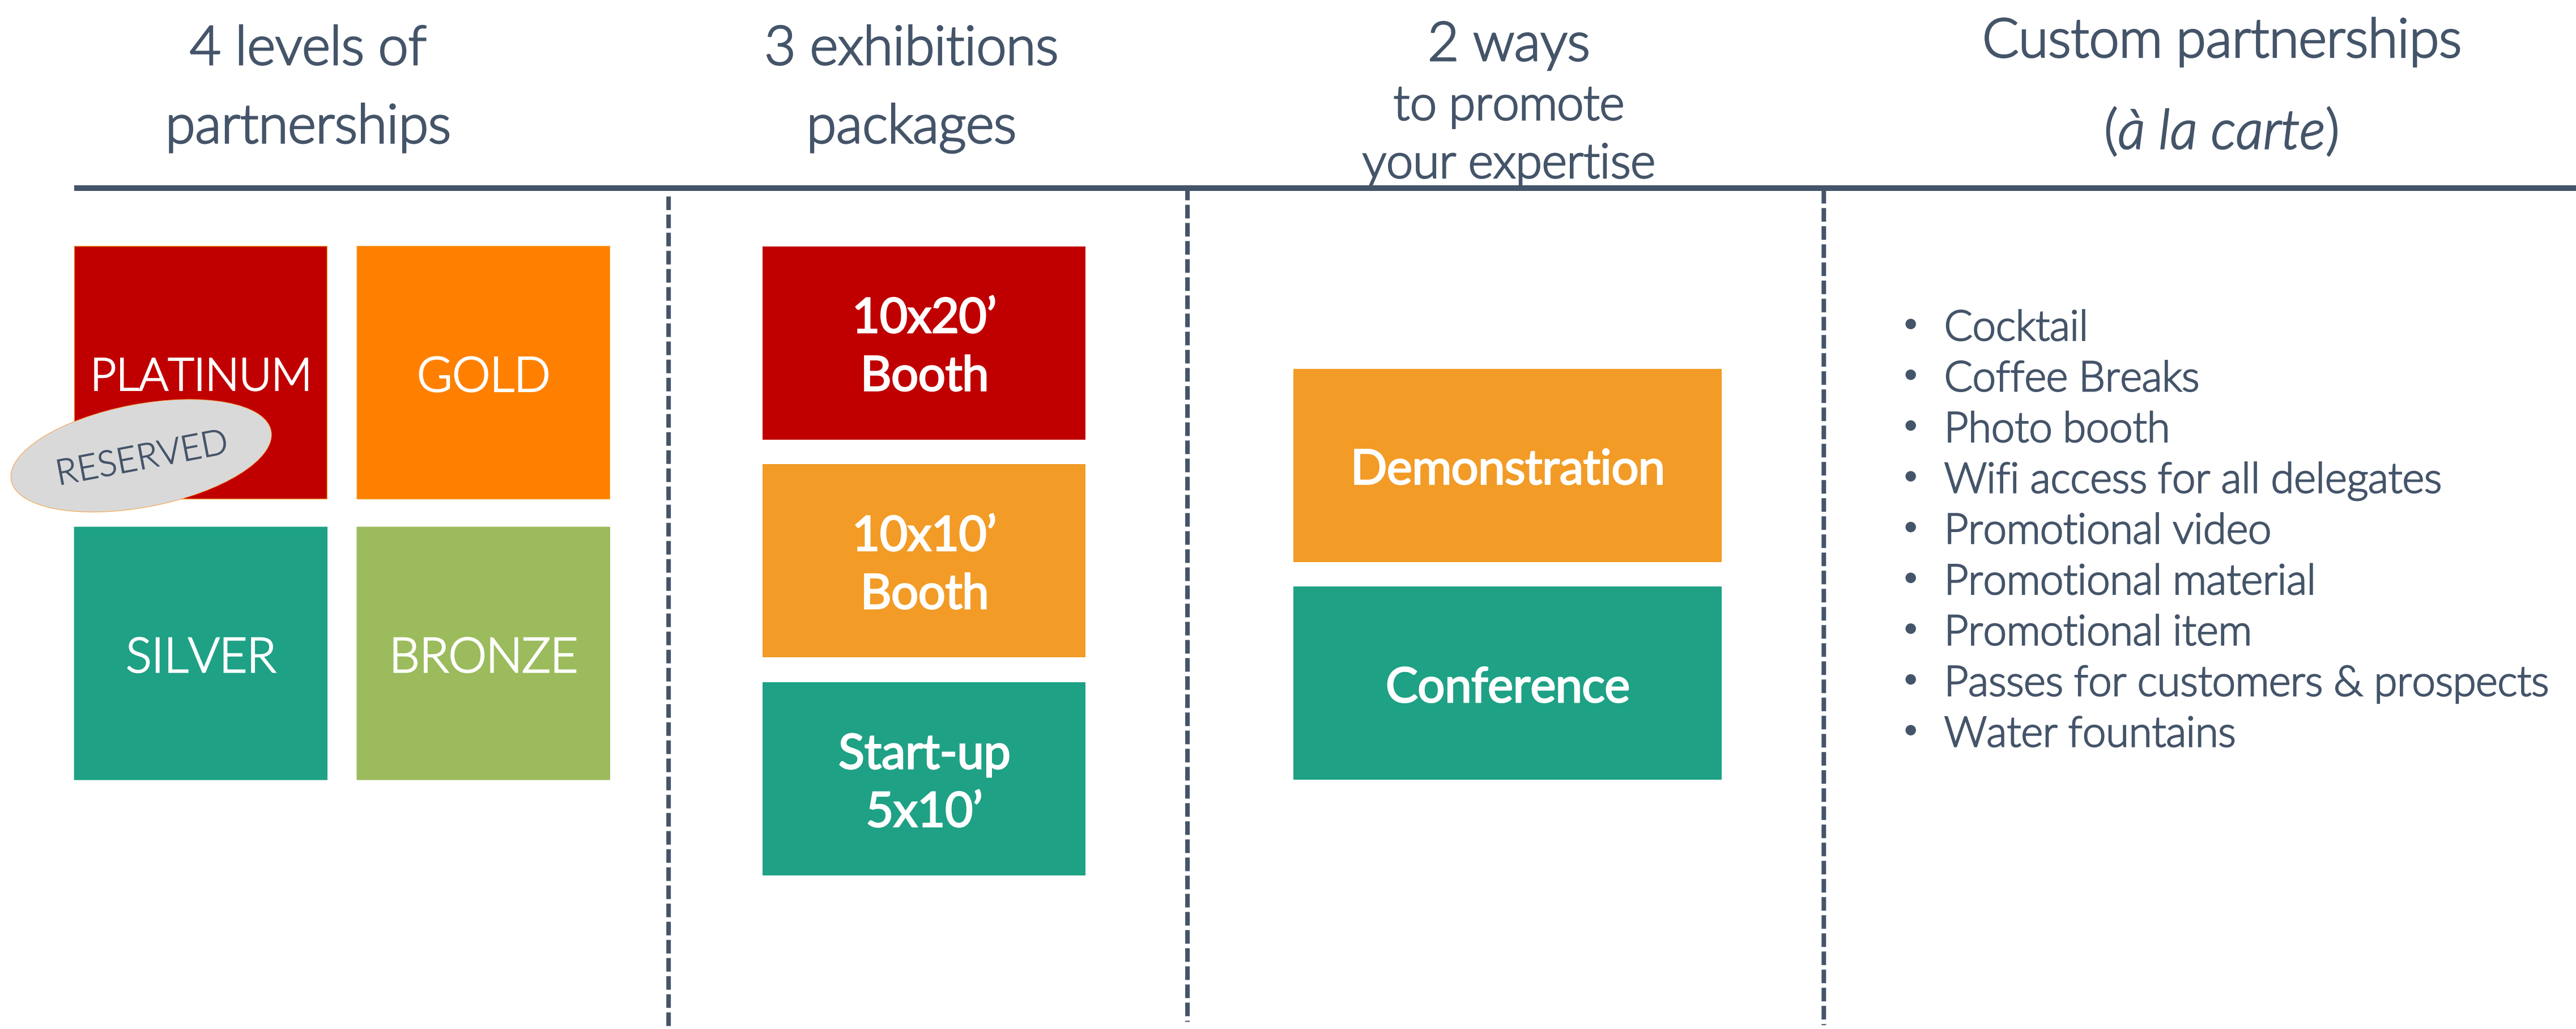 4 levels of
partnerships
3 exhibitions
packages
2 ways
to promote
your expertise
Custom partnerships
(à la carte)
PLATINUM
RESERVED
GOLD
SILVER
BRONZE
10x20’
Booth
10x10’
Booth
Start-up
5x10’
Demonstration
Conference
• Cocktail
• Coffee Breaks
• Photo booth
• Wifi access for all delegates
• Promotional video
• Promotional material
• Promotional item
• Passes for customers & prospects
• Water fountains